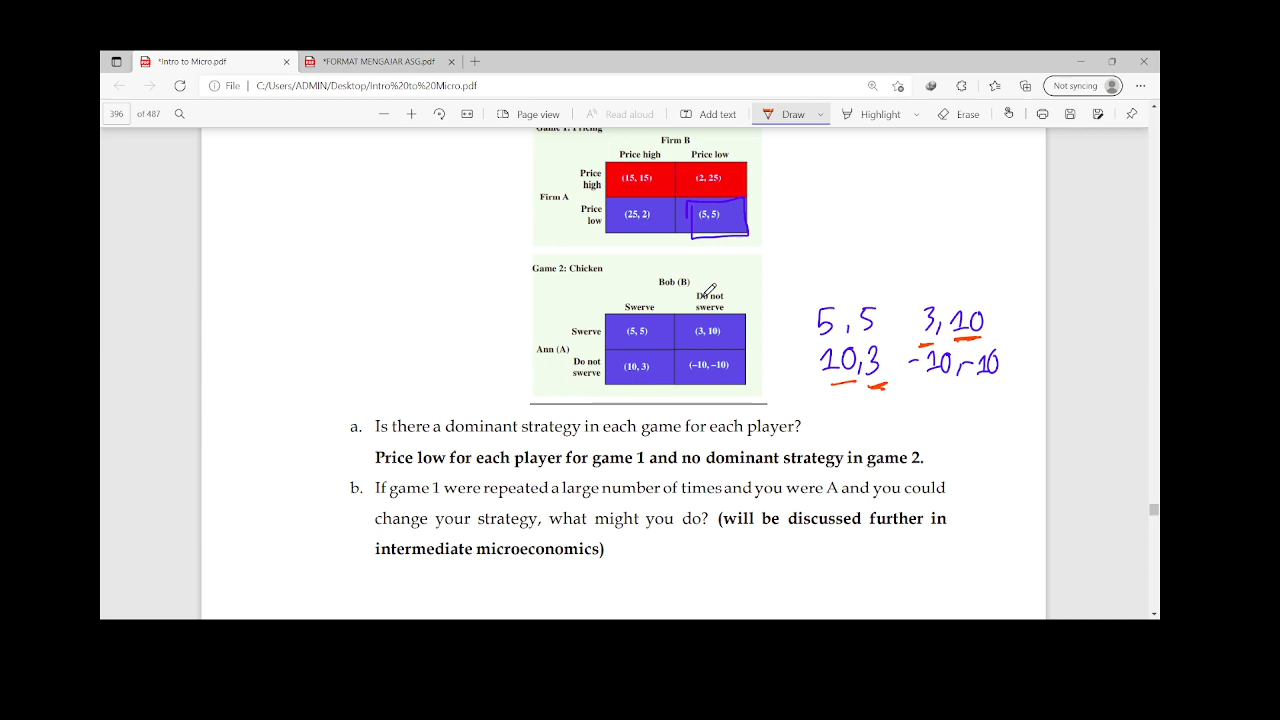 *Intro to Micro.pdf
*FORMAT MENGAJAR ASG.pdf
File | C:/Users/ADMIN/Desktop/Intro%20to%20Micro.pdf
Not syncing
396 of 487
Page view
Read aloud
Add text
Draw
Highlight
Erase
Game 1: Pricing
Firm B
Price high Price low
Price high (15, 15) (2, 25)
Firm A
Price low (25, 2) (5, 5)
Game 2: Chicken
Bob (B)
Swerve Do not swerve
Swerve (5, 5) (3, 10)
Ann (A)
Do not swerve (10, 3) (–10, –10)
5, 5 3, 10
10, 3 -10, -10
a. Is there a dominant strategy in each game for each player?
Price low for each player for game 1 and no dominant strategy in game 2.
b. If game 1 were repeated a large number of times and you were A and you could
change your strategy, what might you do? (will be discussed further in
intermediate microeconomics)